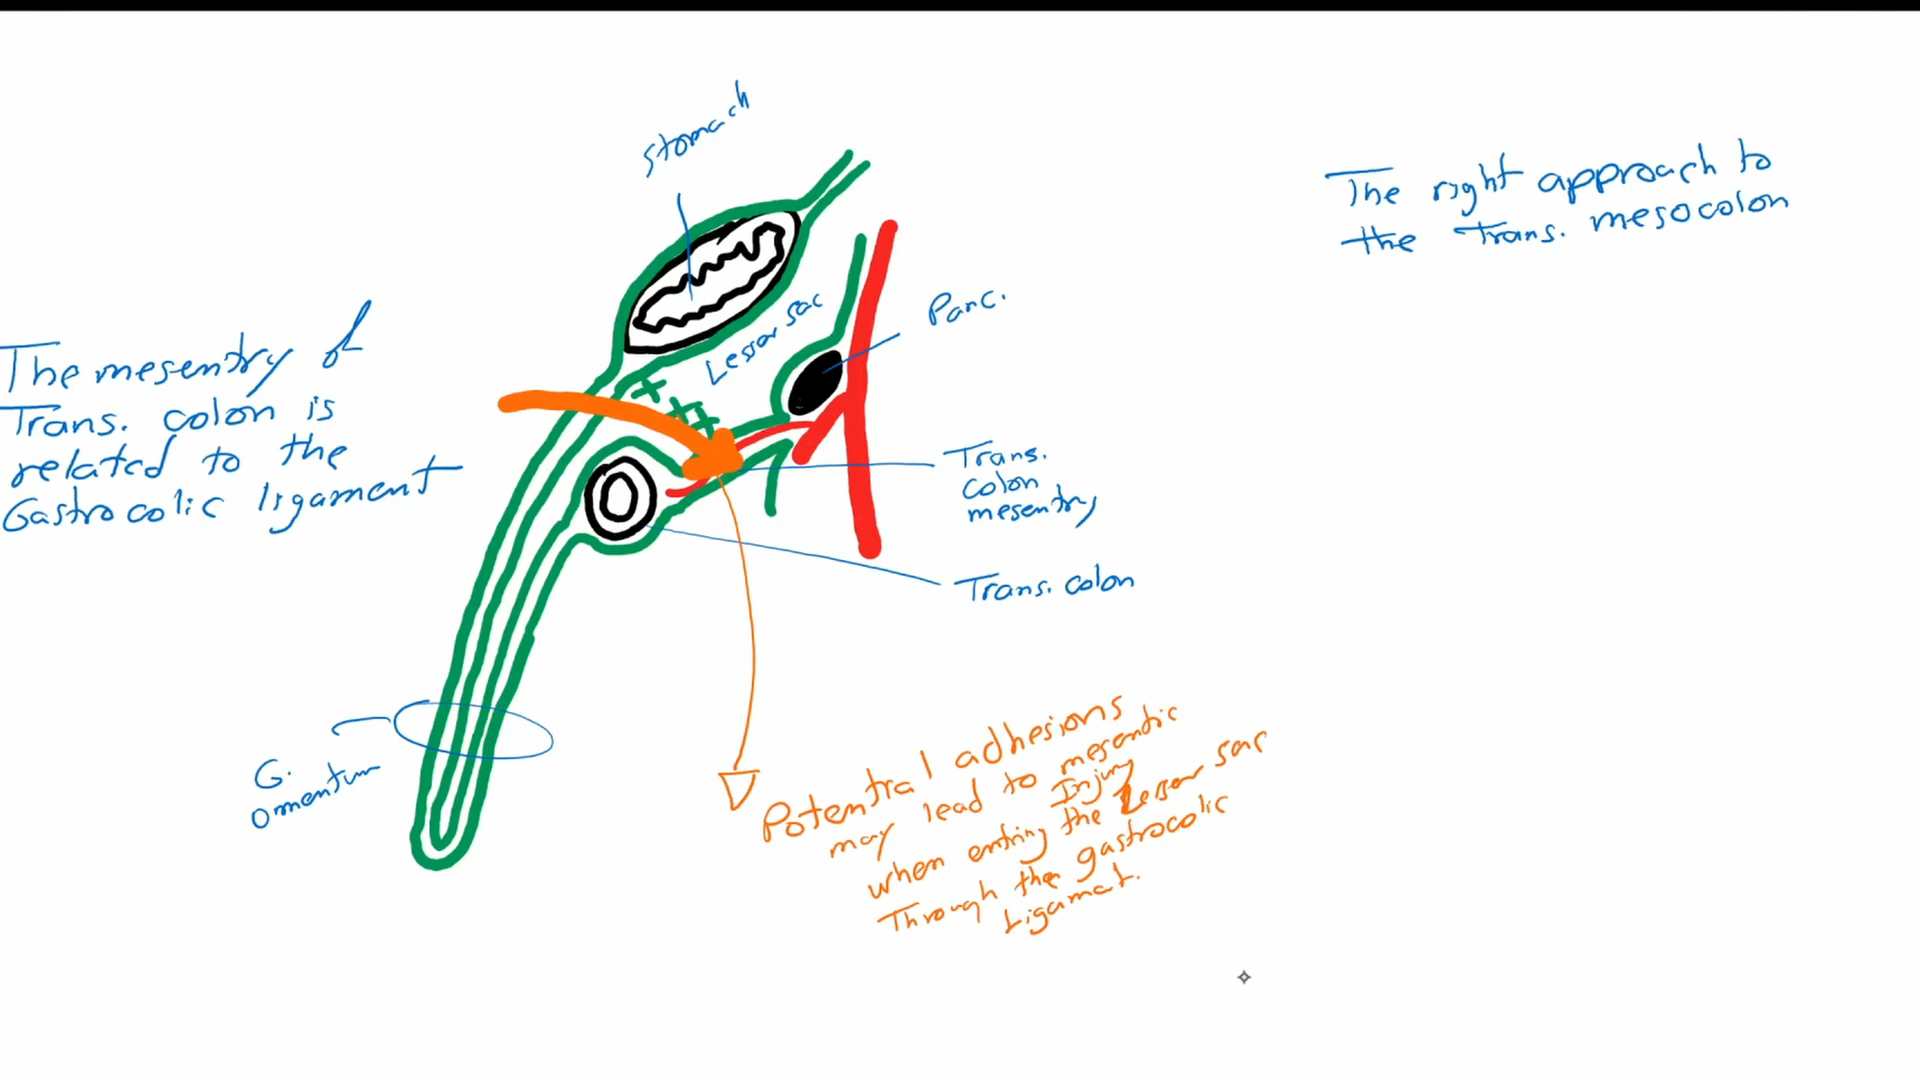 stomach
The right approach to
the Trans. mesocolon
Lesser sac
Panc.
The mesentry of
Trans. colon is
related to the
Gastrocolic ligament
Trans.
colon
mesentry
Trans. colon
G.
omentum
Potential adhesions
may lead to mesentic
Injury
when entring the Lesser sac
Through the gastrocolic
Ligamet.